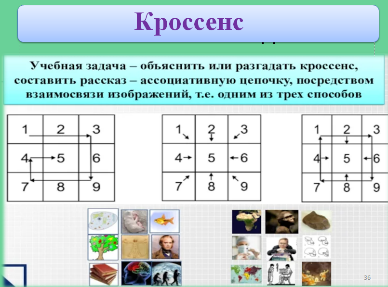 Кроссенс
Учебная задача – объяснить или разгадать кроссенс,
составить рассказ – ассоциативную цепочку, посредством
взаимосвязи изображений, т.е. одним из трех способов
1 2 3
4 5 6
7 8 9
1 2 3
4 5 6
7 8 9
1 2 3
4 5 6
7 8 9
36